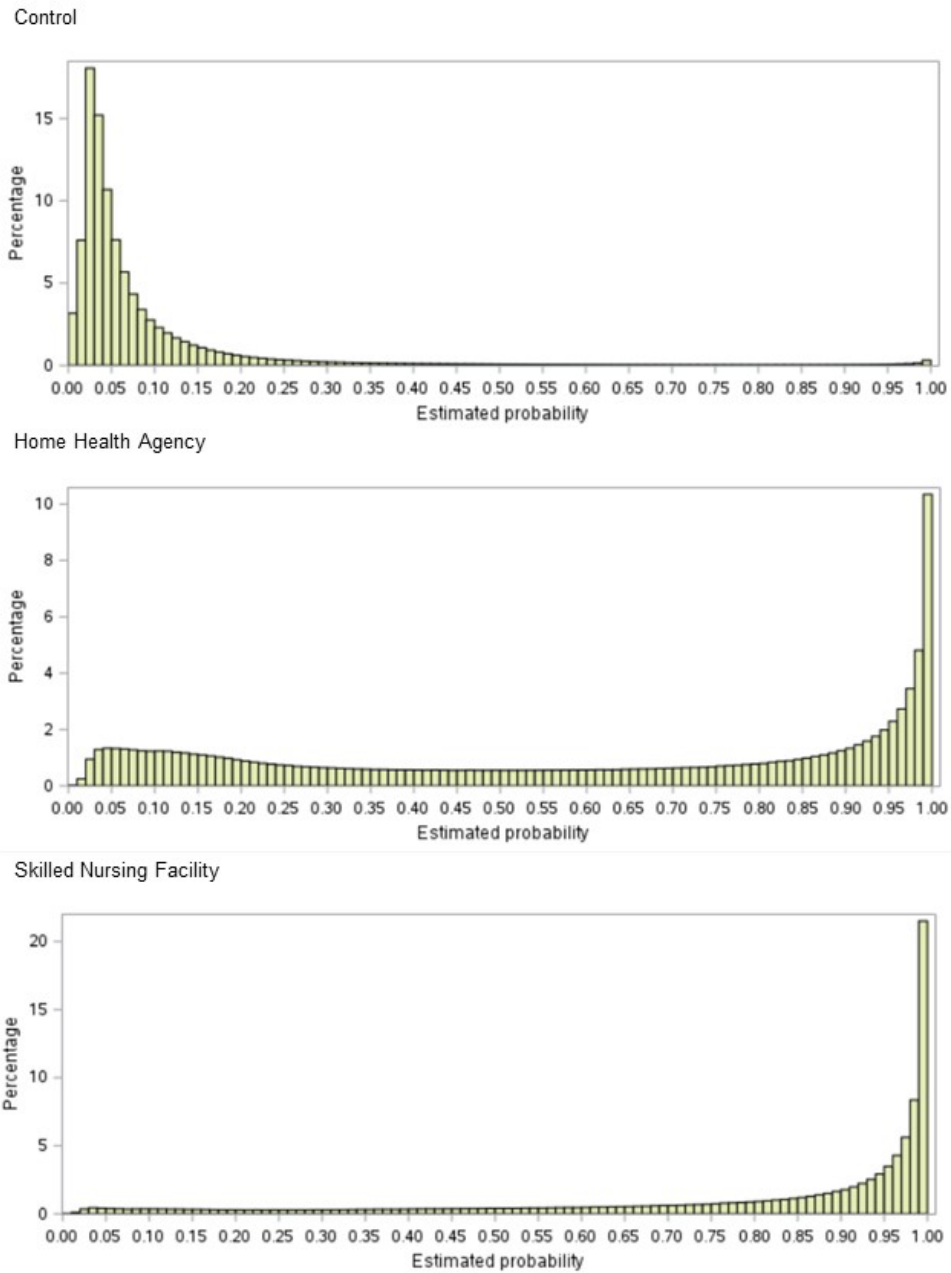 Control
15
10
5
0
Percentage
0.00 0.05 0.10 0.15 0.20 0.25 0.30 0.35 0.40 0.45 0.50 0.55 0.60 0.65 0.70 0.75 0.80 0.85 0.90 0.95 1.00
Estimated probability
Home Health Agency
10
8
6
4
2
0
Percentage
0.00 0.05 0.10 0.15 0.20 0.25 0.30 0.35 0.40 0.45 0.50 0.55 0.60 0.65 0.70 0.75 0.80 0.85 0.90 0.95 1.00
Estimated probability
Skilled Nursing Facility
20
15
10
5
0
Percentage
0.00 0.05 0.10 0.15 0.20 0.25 0.30 0.35 0.40 0.45 0.50 0.55 0.60 0.65 0.70 0.75 0.80 0.85 0.90 0.95 1.00
Estimated probability